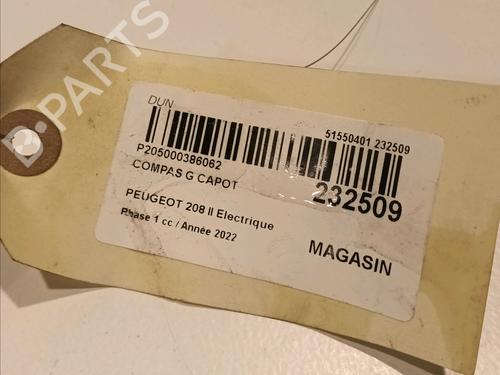 B-PARTS
DUN
51550401 232509
P205000386062
COMPAS G CAPOT
232509
PEUGEOT 208 II Electrique
Phase 1 cc / Année 2022
MAGASIN